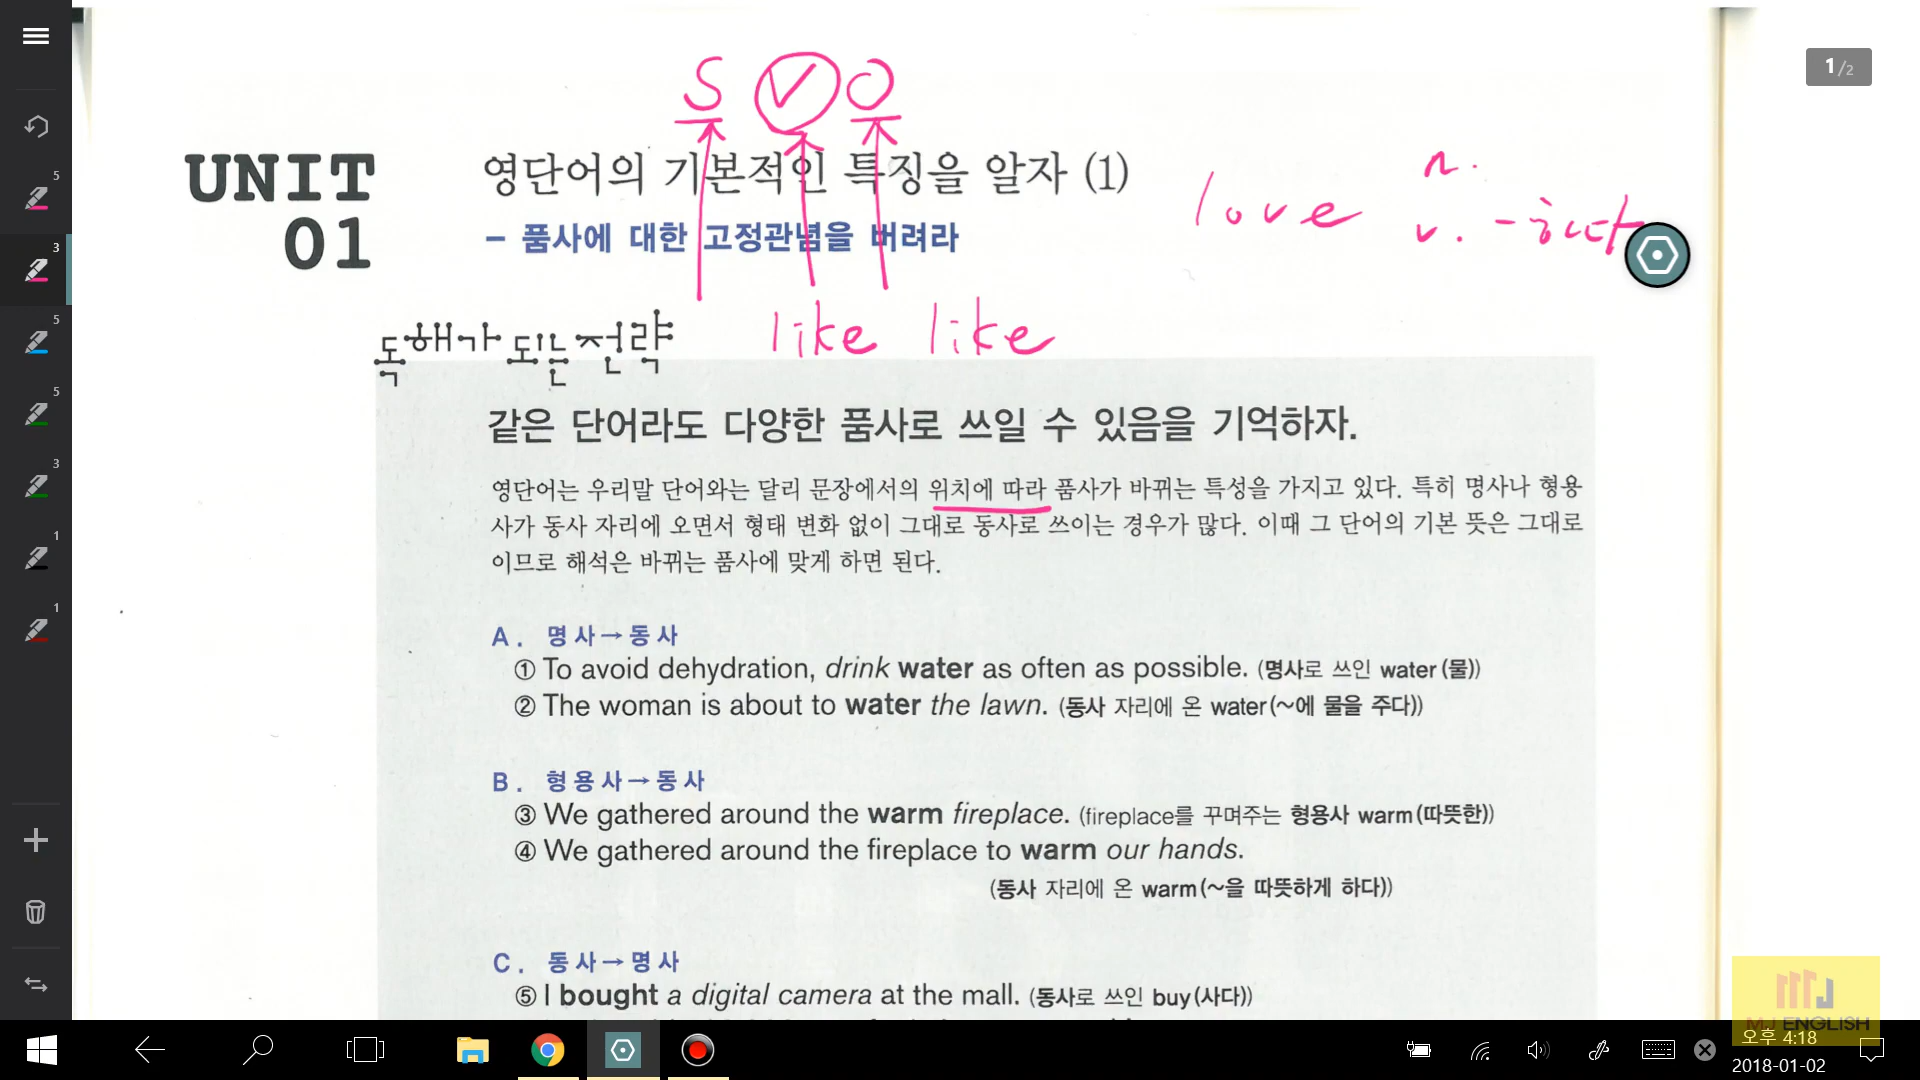 1/2
S V O
UNIT
01
영단어의 기본적인 특징을 알자 (1)
- 품사에 대한 고정관념을 버려라
love n.
v. -하다
독해가 되는 전략
like like
같은 단어라도 다양한 품사로 쓰일 수 있음을 기억하자.
영단어는 우리말 단어와는 달리 문장에서의 위치에 따라 품사가 바뀌는 특성을 가지고 있다. 특히 명사나 형용
사가 동사 자리에 오면서 형태 변화 없이 그대로 동사로 쓰이는 경우가 많다. 이때 그 단어의 기본 뜻은 그대로
이므로 해석은 바뀌는 품사에 맞게 하면 된다.
A. 명사→동사
① To avoid dehydration, drink water as often as possible. (명사로 쓰인 water(물))
② The woman is about to water the lawn. (동사 자리에 온 water(~에 물을 주다))
B. 형용사→동사
③ We gathered around the warm fireplace. (fireplace를 꾸며주는 형용사 warm(따뜻한))
④ We gathered around the fireplace to warm our hands.
(동사 자리에 온 warm(~을 따뜻하게 하다))
C. 동사→명사
⑤ I bought a digital camera at the mall. (동사로 쓰인 buy(사다))
5
3
5
5
3
1
1
MJ ENGLISH
오후 4:18
2018-01-02